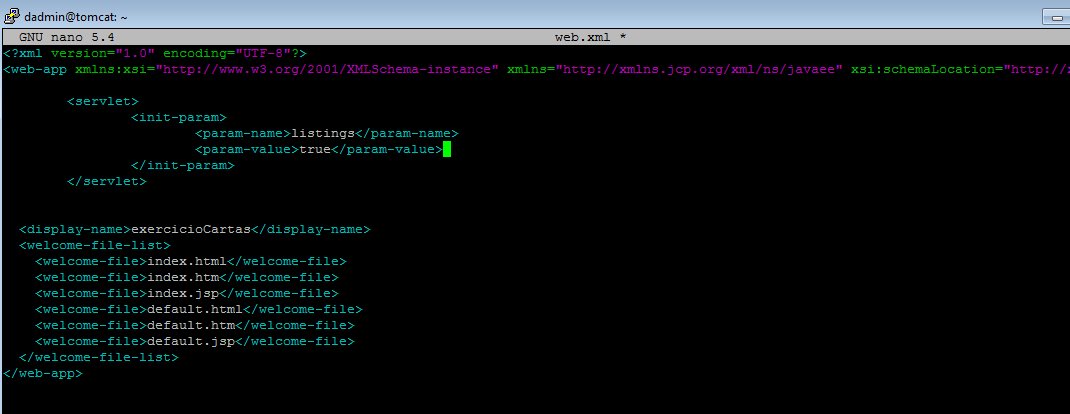 dadmin@tomcat: ~
GNU nano 5.4 web.xml *
<?xml version="1.0" encoding="UTF-8"?>
<web-app xmlns:xsi="http://www.w3.org/2001/XMLSchema-instance" xmlns="http://xmlns.jcp.org/xml/ns/javaee" xsi:schemaLocation="http://x
<servlet>
<init-param>
<param-name>listings</param-name>
<param-value>true</param-value>
</init-param>
</servlet>
<display-name>exercicioCartas</display-name>
<welcome-file-list>
<welcome-file>index.html</welcome-file>
<welcome-file>index.htm</welcome-file>
<welcome-file>index.jsp</welcome-file>
<welcome-file>default.html</welcome-file>
<welcome-file>default.htm</welcome-file>
<welcome-file>default.jsp</welcome-file>
</welcome-file-list>
</web-app>